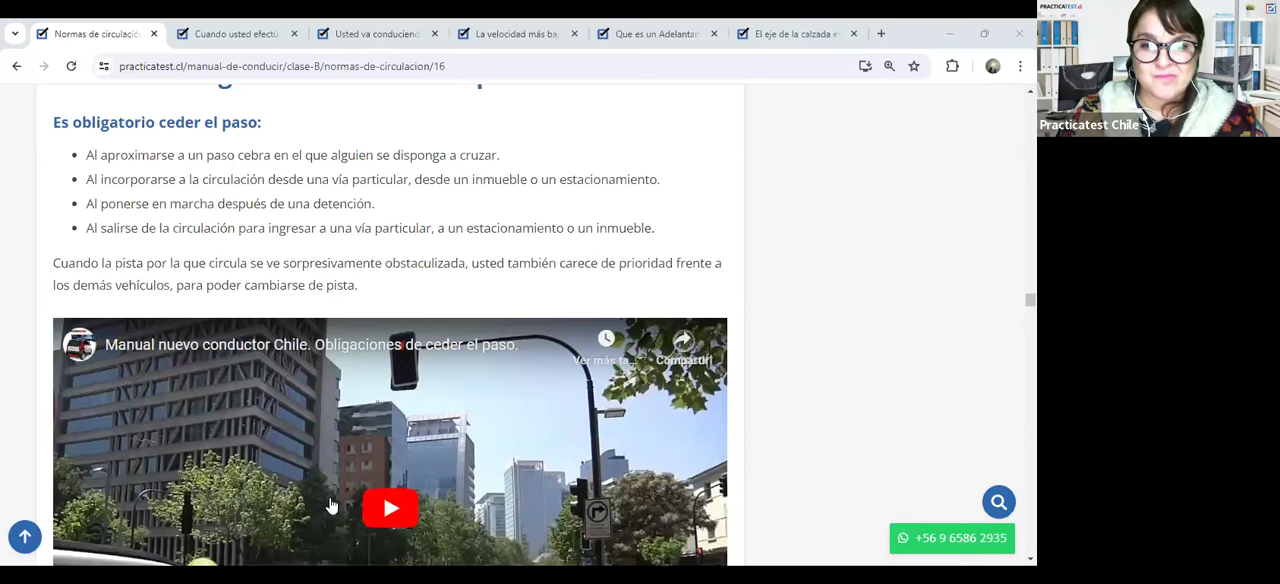 Normas de circulació
Cuando usted efectú
Usted va conduciend
La velocidad más ba
Que es un Adelantar
El eje de la calzada e
practicatest.cl/manual-de-conducir/clase-B/normas-de-circulacion/16
PRACTICATEST.cl
Practicatest Chile
Es obligatorio ceder el paso:
• Al aproximarse a un paso cebra en el que alguien se disponga a cruzar.
• Al incorporarse a la circulación desde una vía particular, desde un inmueble o un estacionamiento.
• Al ponerse en marcha después de una detención.
• Al salirse de la circulación para ingresar a una vía particular, a un estacionamiento o un inmueble.
Cuando la pista por la que circula se ve sorpresivamente obstaculizada, usted también carece de prioridad frente a
los demás vehículos, para poder cambiarse de pista.
Manual nuevo conductor Chile. Obligaciones de ceder el paso.
Ver más ta...
Compartir
+56 9 6586 2935